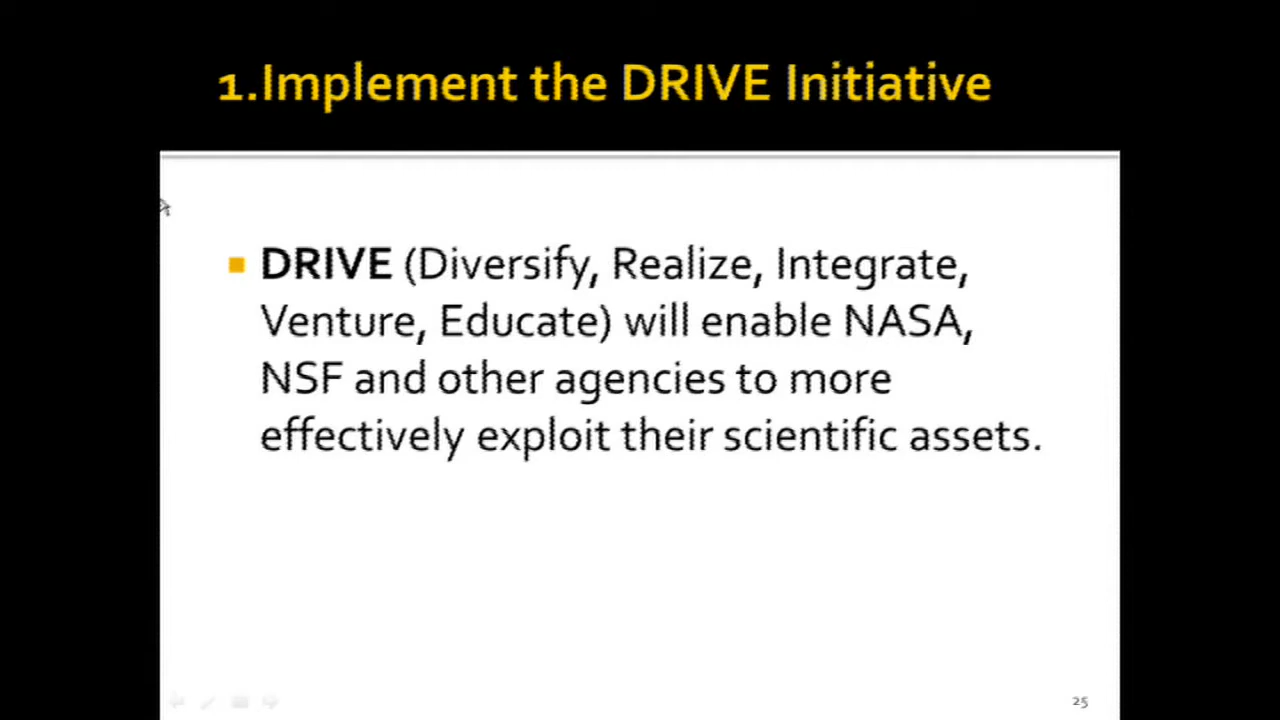 1.Implement the DRIVE Initiative
DRIVE (Diversify, Realize, Integrate,
Venture, Educate) will enable NASA,
NSF and other agencies to more
effectively exploit their scientific assets.
25